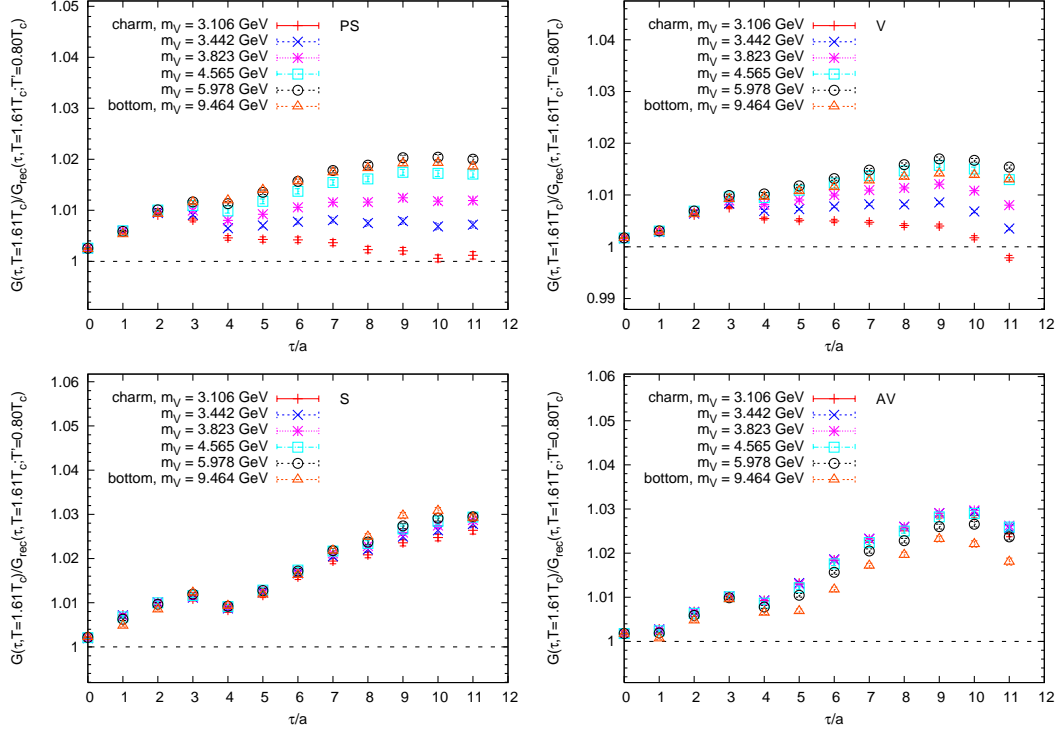 G(τ,T=1.61T_c)/G_rec(τ,T=1.61T_c;T'=0.80T_c)
1.05
1.04
1.03
1.02
1.01
1
charm, m_V = 3.106 GeV
m_V = 3.442 GeV
m_V = 3.823 GeV
m_V = 4.565 GeV
m_V = 5.978 GeV
bottom, m_V = 9.464 GeV
PS
0 1 2 3 4 5 6 7 8 9 10 11 12
τ/a
G(τ,T=1.61T_c)/G_rec(τ,T=1.61T_c;T'=0.80T_c)
1.04
1.03
1.02
1.01
1
0.99
charm, m_V = 3.106 GeV
m_V = 3.442 GeV
m_V = 3.823 GeV
m_V = 4.565 GeV
m_V = 5.978 GeV
bottom, m_V = 9.464 GeV
V
0 1 2 3 4 5 6 7 8 9 10 11 12
τ/a
G(τ,T=1.61T_c)/G_rec(τ,T=1.61T_c;T'=0.80T_c)
1.06
1.05
1.04
1.03
1.02
1.01
1
charm, m_V = 3.106 GeV
m_V = 3.442 GeV
m_V = 3.823 GeV
m_V = 4.565 GeV
m_V = 5.978 GeV
bottom, m_V = 9.464 GeV
S
0 1 2 3 4 5 6 7 8 9 10 11 12
τ/a
G(τ,T=1.61T_c)/G_rec(τ,T=1.61T_c;T'=0.80T_c)
1.06
1.05
1.04
1.03
1.02
1.01
1
charm, m_V = 3.106 GeV
m_V = 3.442 GeV
m_V = 3.823 GeV
m_V = 4.565 GeV
m_V = 5.978 GeV
bottom, m_V = 9.464 GeV
AV
0 1 2 3 4 5 6 7 8 9 10 11 12
τ/a